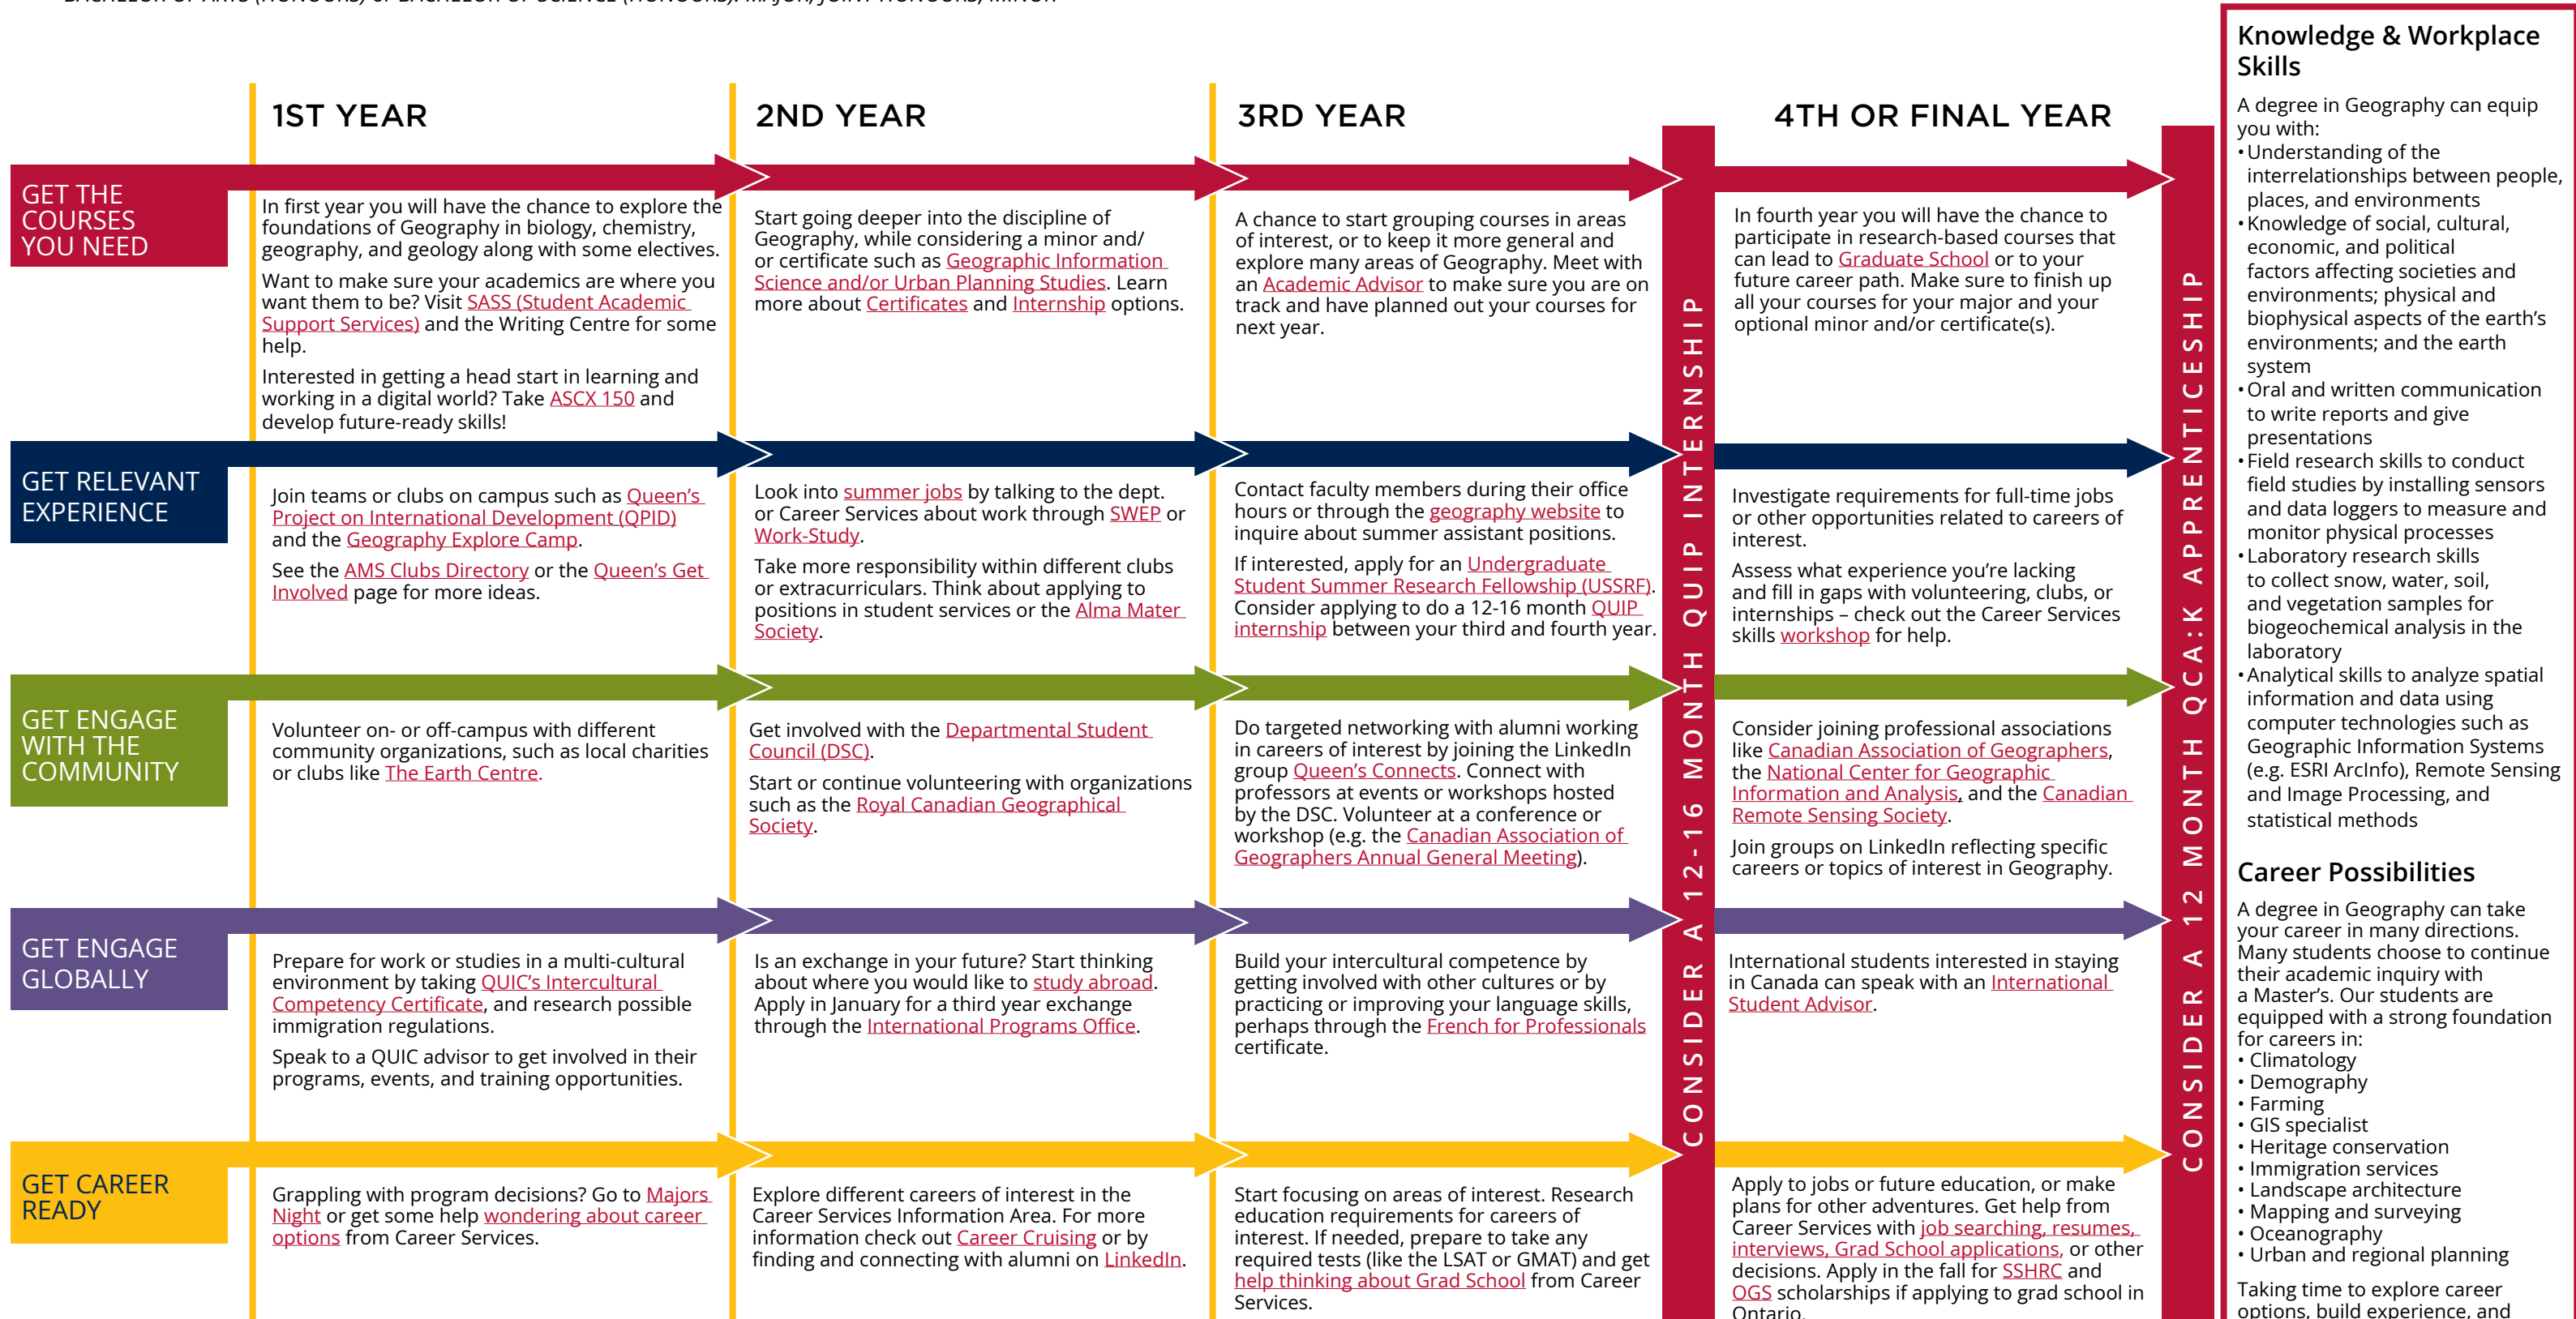 BACHELOR OF ARTS (HONOURS) or BACHELOR OF SCIENCE (HONOURS): MAJOR, JOINT HONOURS, MINOR
1ST YEAR
2ND YEAR
3RD YEAR
4TH OR FINAL YEAR
GET THE
COURSES
YOU NEED
In first year you will have the chance to explore the
foundations of Geography in biology, chemistry,
geography, and geology along with some electives.
Want to make sure your academics are where you
want them to be? Visit SASS (Student Academic
Support Services) and the Writing Centre for some
help.
Interested in getting a head start in learning and
working in a digital world? Take ASCX 150 and
develop future-ready skills!
Start going deeper into the discipline of
Geography, while considering a minor and/
or certificate such as Geographic Information
Science and/or Urban Planning Studies. Learn
more about Certificates and Internship options.
A chance to start grouping courses in areas
of interest, or to keep it more general and
explore many areas of Geography. Meet with
an Academic Advisor to make sure you are on
track and have planned out your courses for
next year.
In fourth year you will have the chance to
participate in research-based courses that
can lead to Graduate School or to your
future career path. Make sure to finish up
all your courses for your major and your
optional minor and/or certificate(s).
GET RELEVANT
EXPERIENCE
Join teams or clubs on campus such as Queen's
Project on International Development (QPID)
and the Geography Explore Camp.
See the AMS Clubs Directory or the Queen's Get
Involved page for more ideas.
Look into summer jobs by talking to the dept.
or Career Services about work through SWEP or
Work-Study.
Take more responsibility within different clubs
or extracurriculars. Think about applying to
positions in student services or the Alma Mater
Society.
Contact faculty members during their office
hours or through the geography website to
inquire about summer assistant positions.
If interested, apply for an Undergraduate
Student Summer Research Fellowship (USSRF).
Consider applying to do a 12-16 month QUIP
internship between your third and fourth year.
Investigate requirements for full-time jobs
or other opportunities related to careers of
interest.
Assess what experience you're lacking
and fill in gaps with volunteering, clubs, or
internships – check out the Career Services
skills workshop for help.
GET ENGAGE
WITH THE
COMMUNITY
Volunteer on- or off-campus with different
community organizations, such as local charities
or clubs like The Earth Centre.
Get involved with the Departmental Student
Council (DSC).
Start or continue volunteering with organizations
such as the Royal Canadian Geographical
Society.
Do targeted networking with alumni working
in careers of interest by joining the LinkedIn
group Queen's Connects. Connect with
professors at events or workshops hosted
by the DSC. Volunteer at a conference or
workshop (e.g. the Canadian Association of
Geographers Annual General Meeting).
Consider joining professional associations
like Canadian Association of Geographers,
the National Center for Geographic
Information and Analysis, and the Canadian
Remote Sensing Society.
Join groups on LinkedIn reflecting specific
careers or topics of interest in Geography.
GET ENGAGE
GLOBALLY
Prepare for work or studies in a multi-cultural
environment by taking QUIC's Intercultural
Competency Certificate, and research possible
immigration regulations.
Speak to a QUIC advisor to get involved in their
programs, events, and training opportunities.
Is an exchange in your future? Start thinking
about where you would like to study abroad.
Apply in January for a third year exchange
through the International Programs Office.
Build your intercultural competence by
getting involved with other cultures or by
practicing or improving your language skills,
perhaps through the French for Professionals
certificate.
International students interested in staying
in Canada can speak with an International
Student Advisor.
GET CAREER
READY
Grappling with program decisions? Go to Majors
Night or get some help wondering about career
options from Career Services.
Explore different careers of interest in the
Career Services Information Area. For more
information check out Career Cruising or by
finding and connecting with alumni on LinkedIn.
Start focusing on areas of interest. Research
education requirements for careers of
interest. If needed, prepare to take any
required tests (like the LSAT or GMAT) and get
help thinking about Grad School from Career
Services.
Apply to jobs or future education, or make
plans for other adventures. Get help from
Career Services with job searching, resumes,
interviews, Grad School applications, or other
decisions. Apply in the fall for SSHRC and
OGS scholarships if applying to grad school in
Ontario.
CONSIDER A 12-16 MONTH QUIP INTERNSHIP
CONSIDER A 12 MONTH QCA:K APPRENTICESHIP
Knowledge & Workplace
Skills
A degree in Geography can equip
you with:
•Understanding of the
interrelationships between people,
places, and environments
•Knowledge of social, cultural,
economic, and political
factors affecting societies and
environments; physical and
biophysical aspects of the earth's
environments; and the earth
system
•Oral and written communication
to write reports and give
presentations
•Field research skills to conduct
field studies by installing sensors
and data loggers to measure and
monitor physical processes
•Laboratory research skills
to collect snow, water, soil,
and vegetation samples for
biogeochemical analysis in the
laboratory
•Analytical skills to analyze spatial
information and data using
computer technologies such as
Geographic Information Systems
(e.g. ESRI ArcInfo), Remote Sensing
and Image Processing, and
statistical methods
Career Possibilities
A degree in Geography can take
your career in many directions.
Many students choose to continue
their academic inquiry with
a Master's. Our students are
equipped with a strong foundation
for careers in:
• Climatology
• Demography
• Farming
• GIS specialist
• Heritage conservation
• Immigration services
• Landscape architecture
• Mapping and surveying
• Oceanography
• Urban and regional planning
Taking time to explore career
options, build experience, and